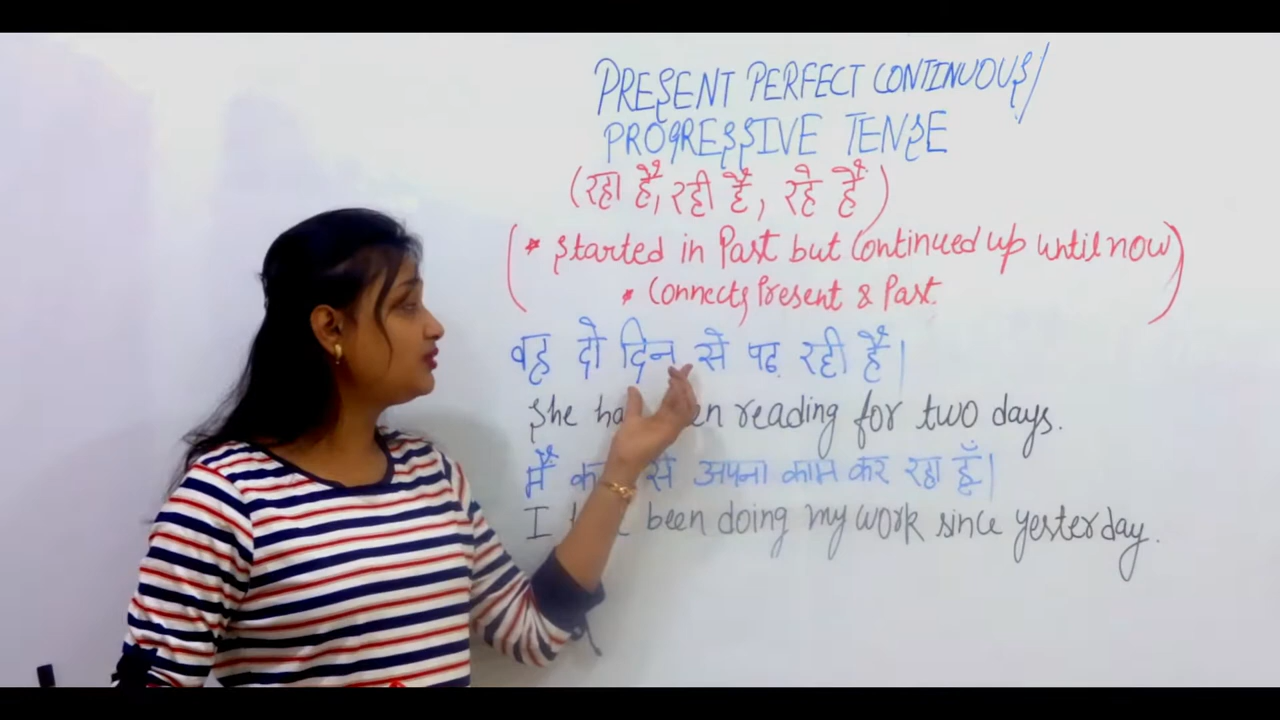 PRESENT PERFECT CONTINUOUS/
PROGRESSIVE TENSE
(रहा है, रही है, रहे हैं)
(* Started in Past but Continued up until now)
* Connects Present & Past.
वह दो दिन से पढ़ रही है।
She been reading for two days.
मैं से अपना काम कर रहा हूँ।
I been doing my work since yesterday.